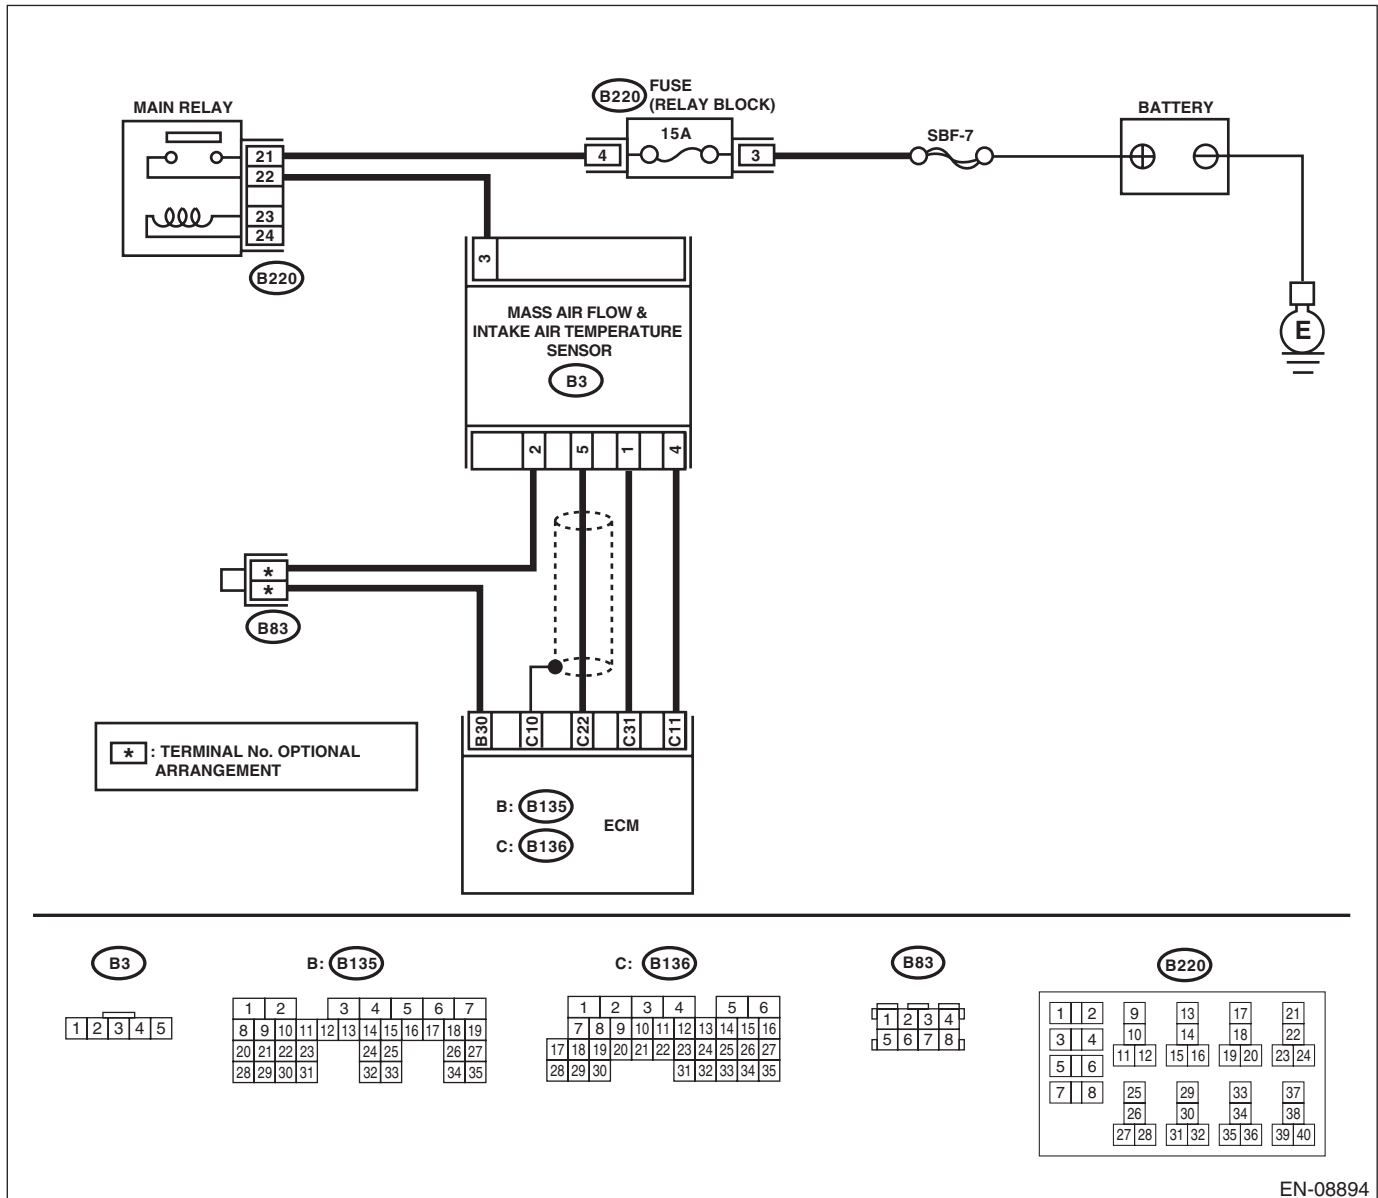 B220
FUSE
(RELAY BLOCK)
MAIN RELAY
BATTERY
15A
SBF-7
21
4
3
22
23
24
B220
3
E
MASS AIR FLOW &
INTAKE AIR TEMPERATURE
SENSOR
B3
2 5 1 4
*
*
B83
B30 C10 C22 C31 C11
* : TERMINAL No. OPTIONAL
ARRANGEMENT
B: B135
ECM
C: B136
B3
1 2 3 4 5
B: B135
1 2 3 4 5 6 7
8 9 10 11 12 13 14 15 16 17 18 19
20 21 22 23 24 25 26 27
28 29 30 31 32 33 34 35
C: B136
1 2 3 4 5 6
7 8 9 10 11 12 13 14 15 16
17 18 19 20 21 22 23 24 25 26 27
28 29 30 31 32 33 34 35
B83
1 2 3 4
5 6 7 8
B220
1 2 9 13 17 21
3 4 10 14 18 22
5 6 11 12 15 16 19 20 23 24
7 8 25 29 33 37
26 30 34 38
27 28 31 32 35 36 39 40
EN-08894